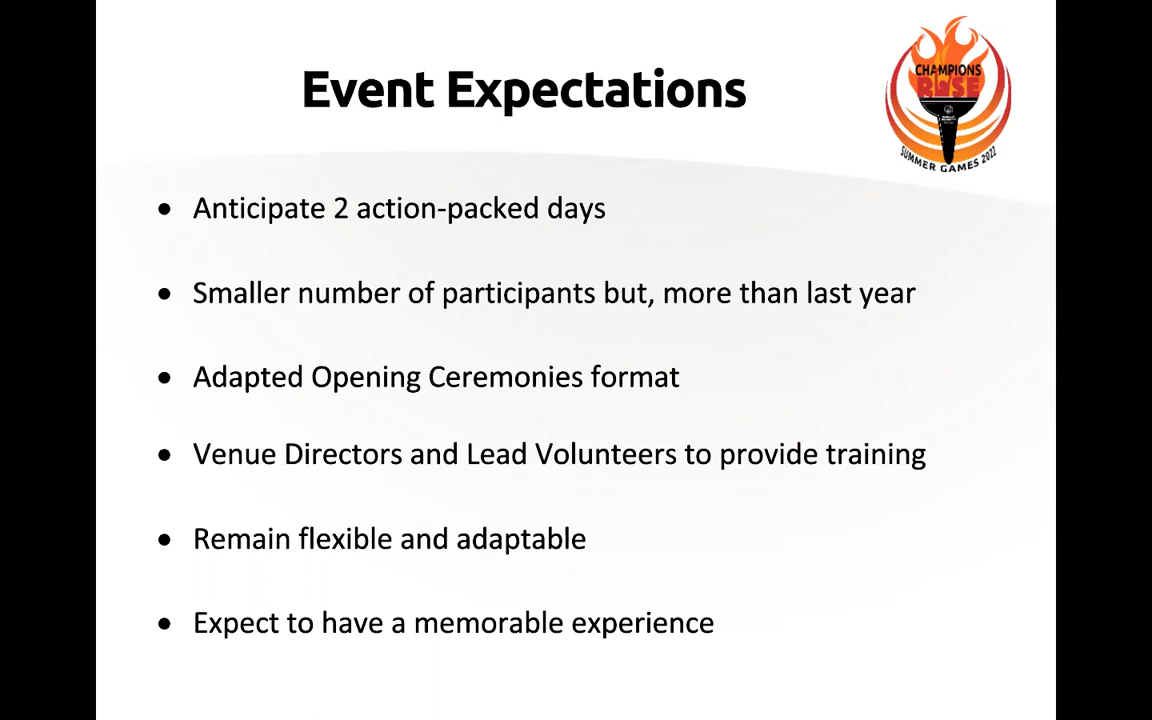 Event Expectations
CHAMPIONS
RISE
SUMMER GAMES 2022
• Anticipate 2 action-packed days
• Smaller number of participants but, more than last year
• Adapted Opening Ceremonies format
• Venue Directors and Lead Volunteers to provide training
• Remain flexible and adaptable
• Expect to have a memorable experience